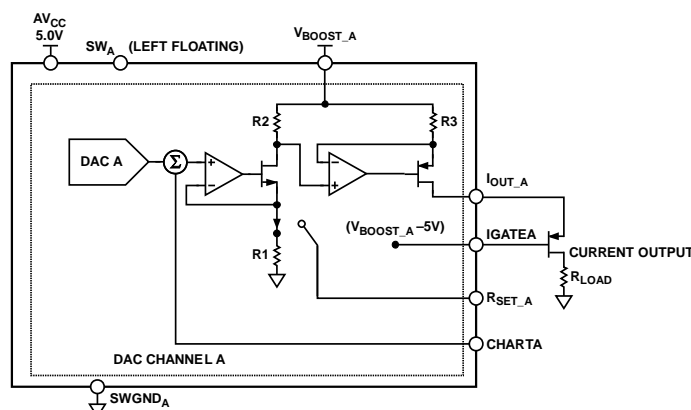 AVCC
5.0V
SWA (LEFT FLOATING)
VBOOST_A
R2
R3
DAC A
Σ
+
−
−
+
IOUT_A
(VBOOST_A −5V)
IGATEA
CURRENT OUTPUT
R1
RLOAD
RSET_A
DAC CHANNEL A
CHARTA
SWGNDA